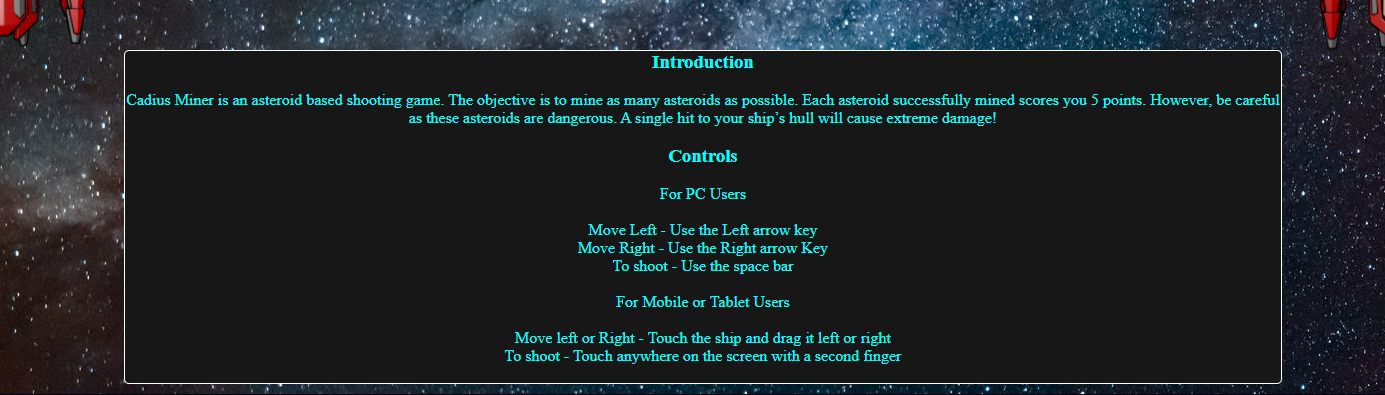 Introduction
Cadius Miner is an asteroid based shooting game. The objective is to mine as many asteroids as possible. Each asteroid successfully mined scores you 5 points. However, be careful
as these asteroids are dangerous. A single hit to your ship’s hull will cause extreme damage!
Controls
For PC Users
Move Left - Use the Left arrow key
Move Right - Use the Right arrow Key
To shoot - Use the space bar
For Mobile or Tablet Users
Move left or Right - Touch the ship and drag it left or right
To shoot - Touch anywhere on the screen with a second finger